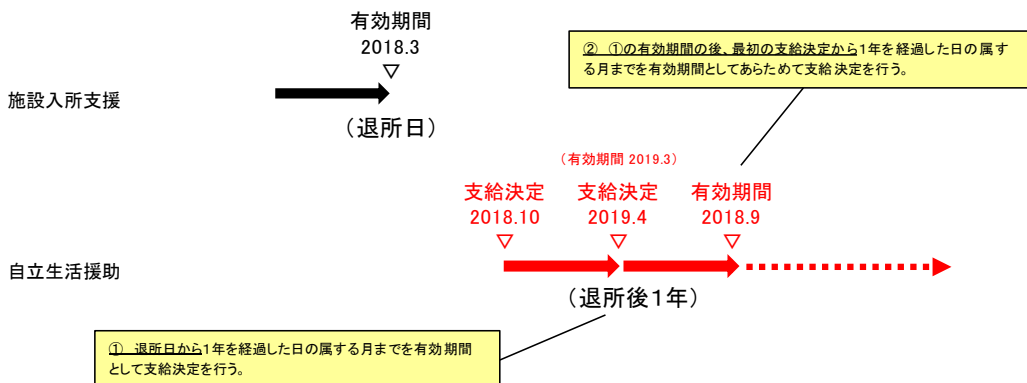 有効期間
2018.3
▽
施設入所支援
（退所日）
② ①の有効期間の後、最初の支給決定から1年を経過した日の属す
る月までを有効期間としてあらためて支給決定を行う。
（有効期間 2019.3）
支給決定 支給決定 有効期間
2018.10 2019.4 2018.9
▽ ▽ ▽
自立生活援助
（退所後1年）
① 退所日から1年を経過した日の属する月までを有効期間
として支給決定を行う。